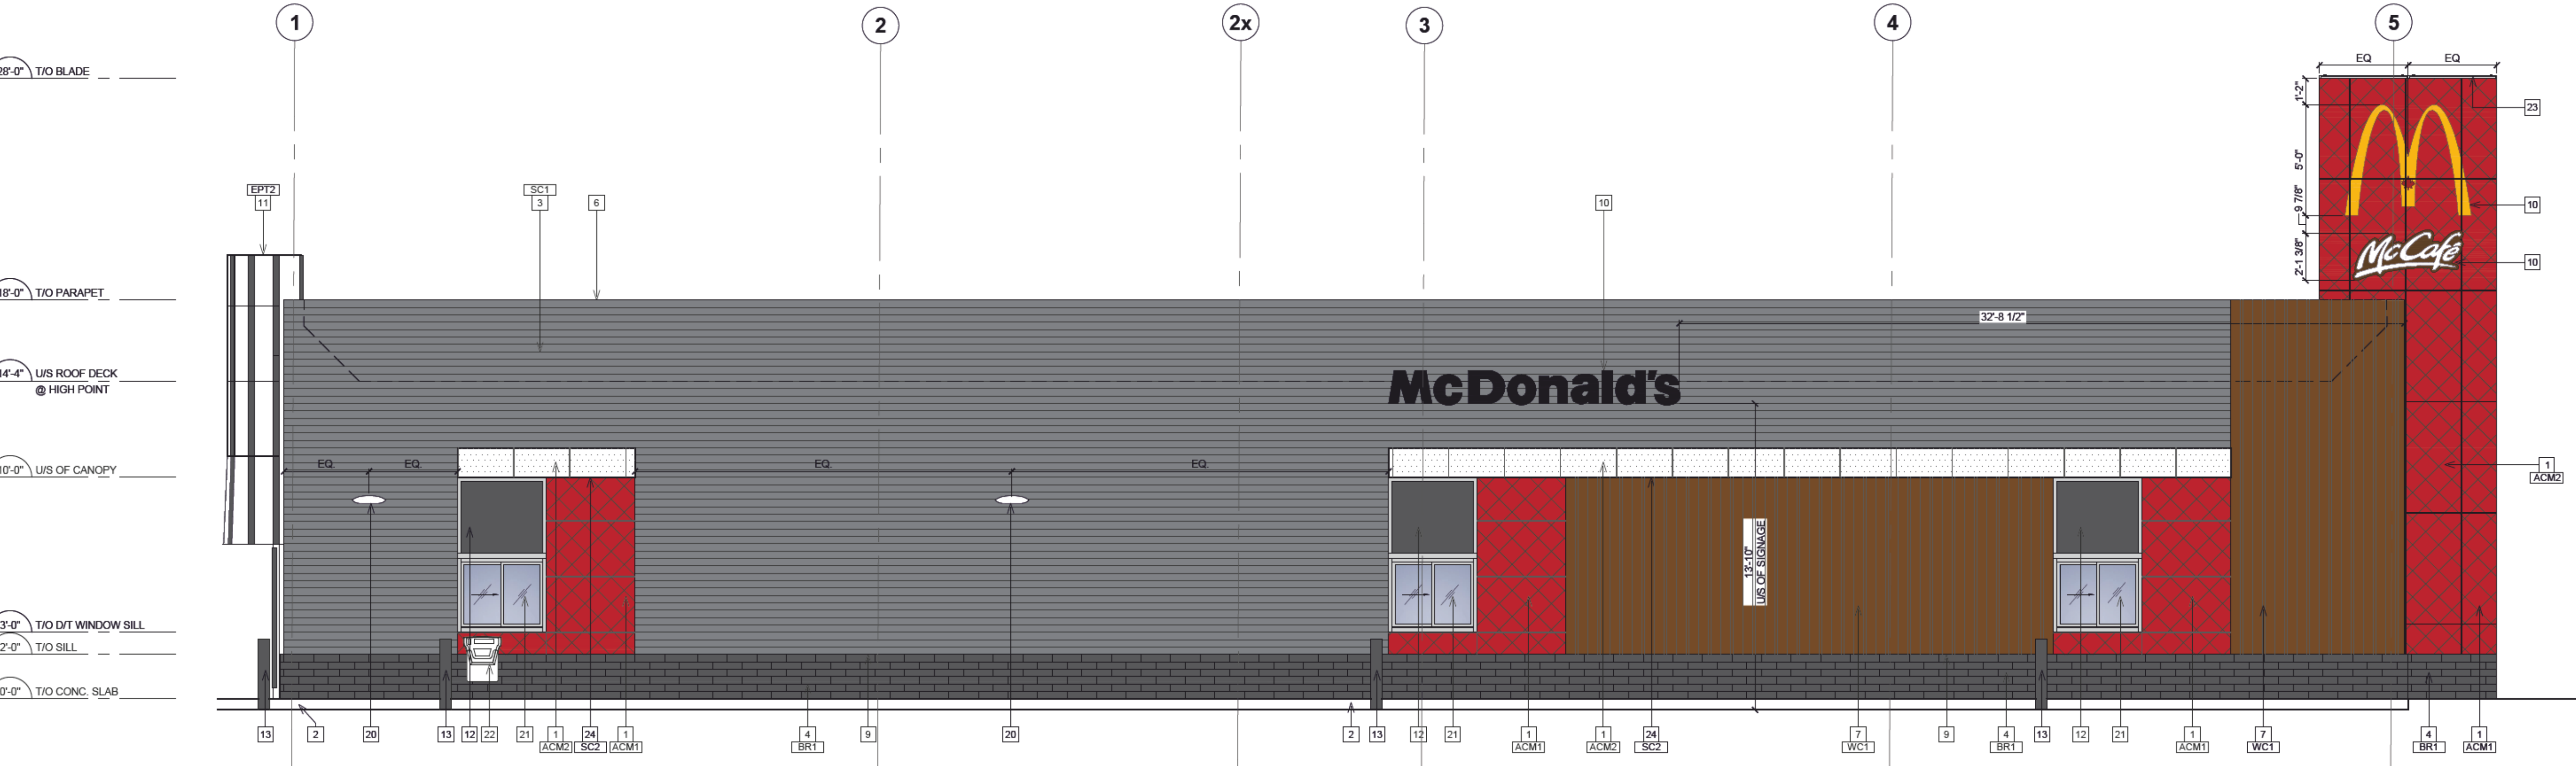 1
2
2x
3
4
5
28'-0" T/O BLADE
EQ EQ
1'-2"
23
5'-0"
EPT2
11
SC1
3
6
10
9 7/8"
10
McCafé
10
2'-1 3/8"
18'-0" T/O PARAPET
32'-8 1/2"
14'-4" U/S ROOF DECK
@ HIGH POINT
McDonald's
10'-0" U/S OF CANOPY
EQ. EQ. EQ. EQ.
1
ACM2
13'-10"
U/S OF SIGNAGE
3'-0" T/O D/T WINDOW SILL
2'-0" T/O SILL
0'-0" T/O CONC. SLAB
13 2 20 13 12 22 21 1 24 1 4 9 20 2 13 12 21 1 1 24 7 9 4 13 12 21 1 7 4 1
ACM2 SC2 ACM1 BR1 ACM1 ACM2 SC2 WC1 BR1 ACM1 WC1 BR1 ACM1